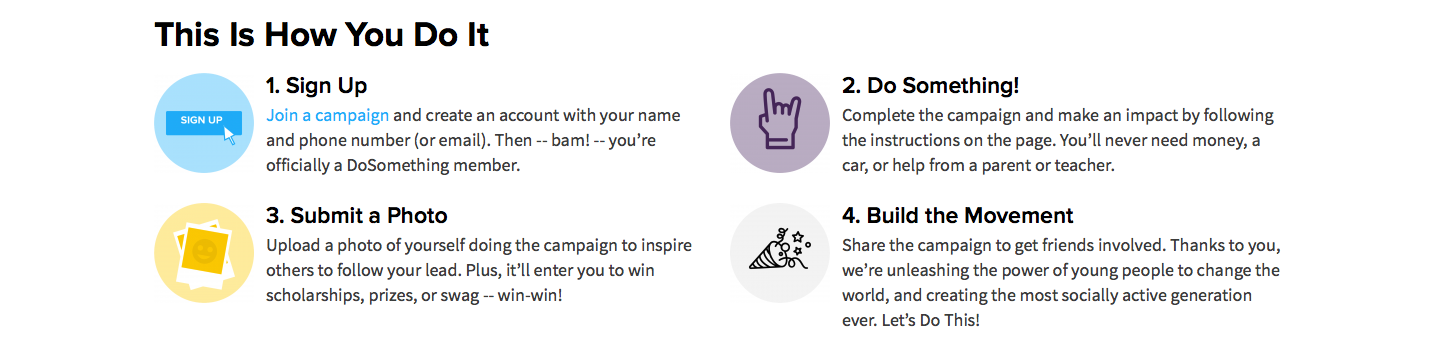 This Is How You Do It
SIGN UP
1. Sign Up
Join a campaign and create an account with your name
and phone number (or email). Then -- bam! -- you’re
officially a DoSomething member.
2. Do Something!
Complete the campaign and make an impact by following
the instructions on the page. You’ll never need money, a
car, or help from a parent or teacher.
3. Submit a Photo
Upload a photo of yourself doing the campaign to inspire
others to follow your lead. Plus, it’ll enter you to win
scholarships, prizes, or swag -- win-win!
4. Build the Movement
Share the campaign to get friends involved. Thanks to you,
we’re unleashing the power of young people to change the
world, and creating the most socially active generation
ever. Let’s Do This!